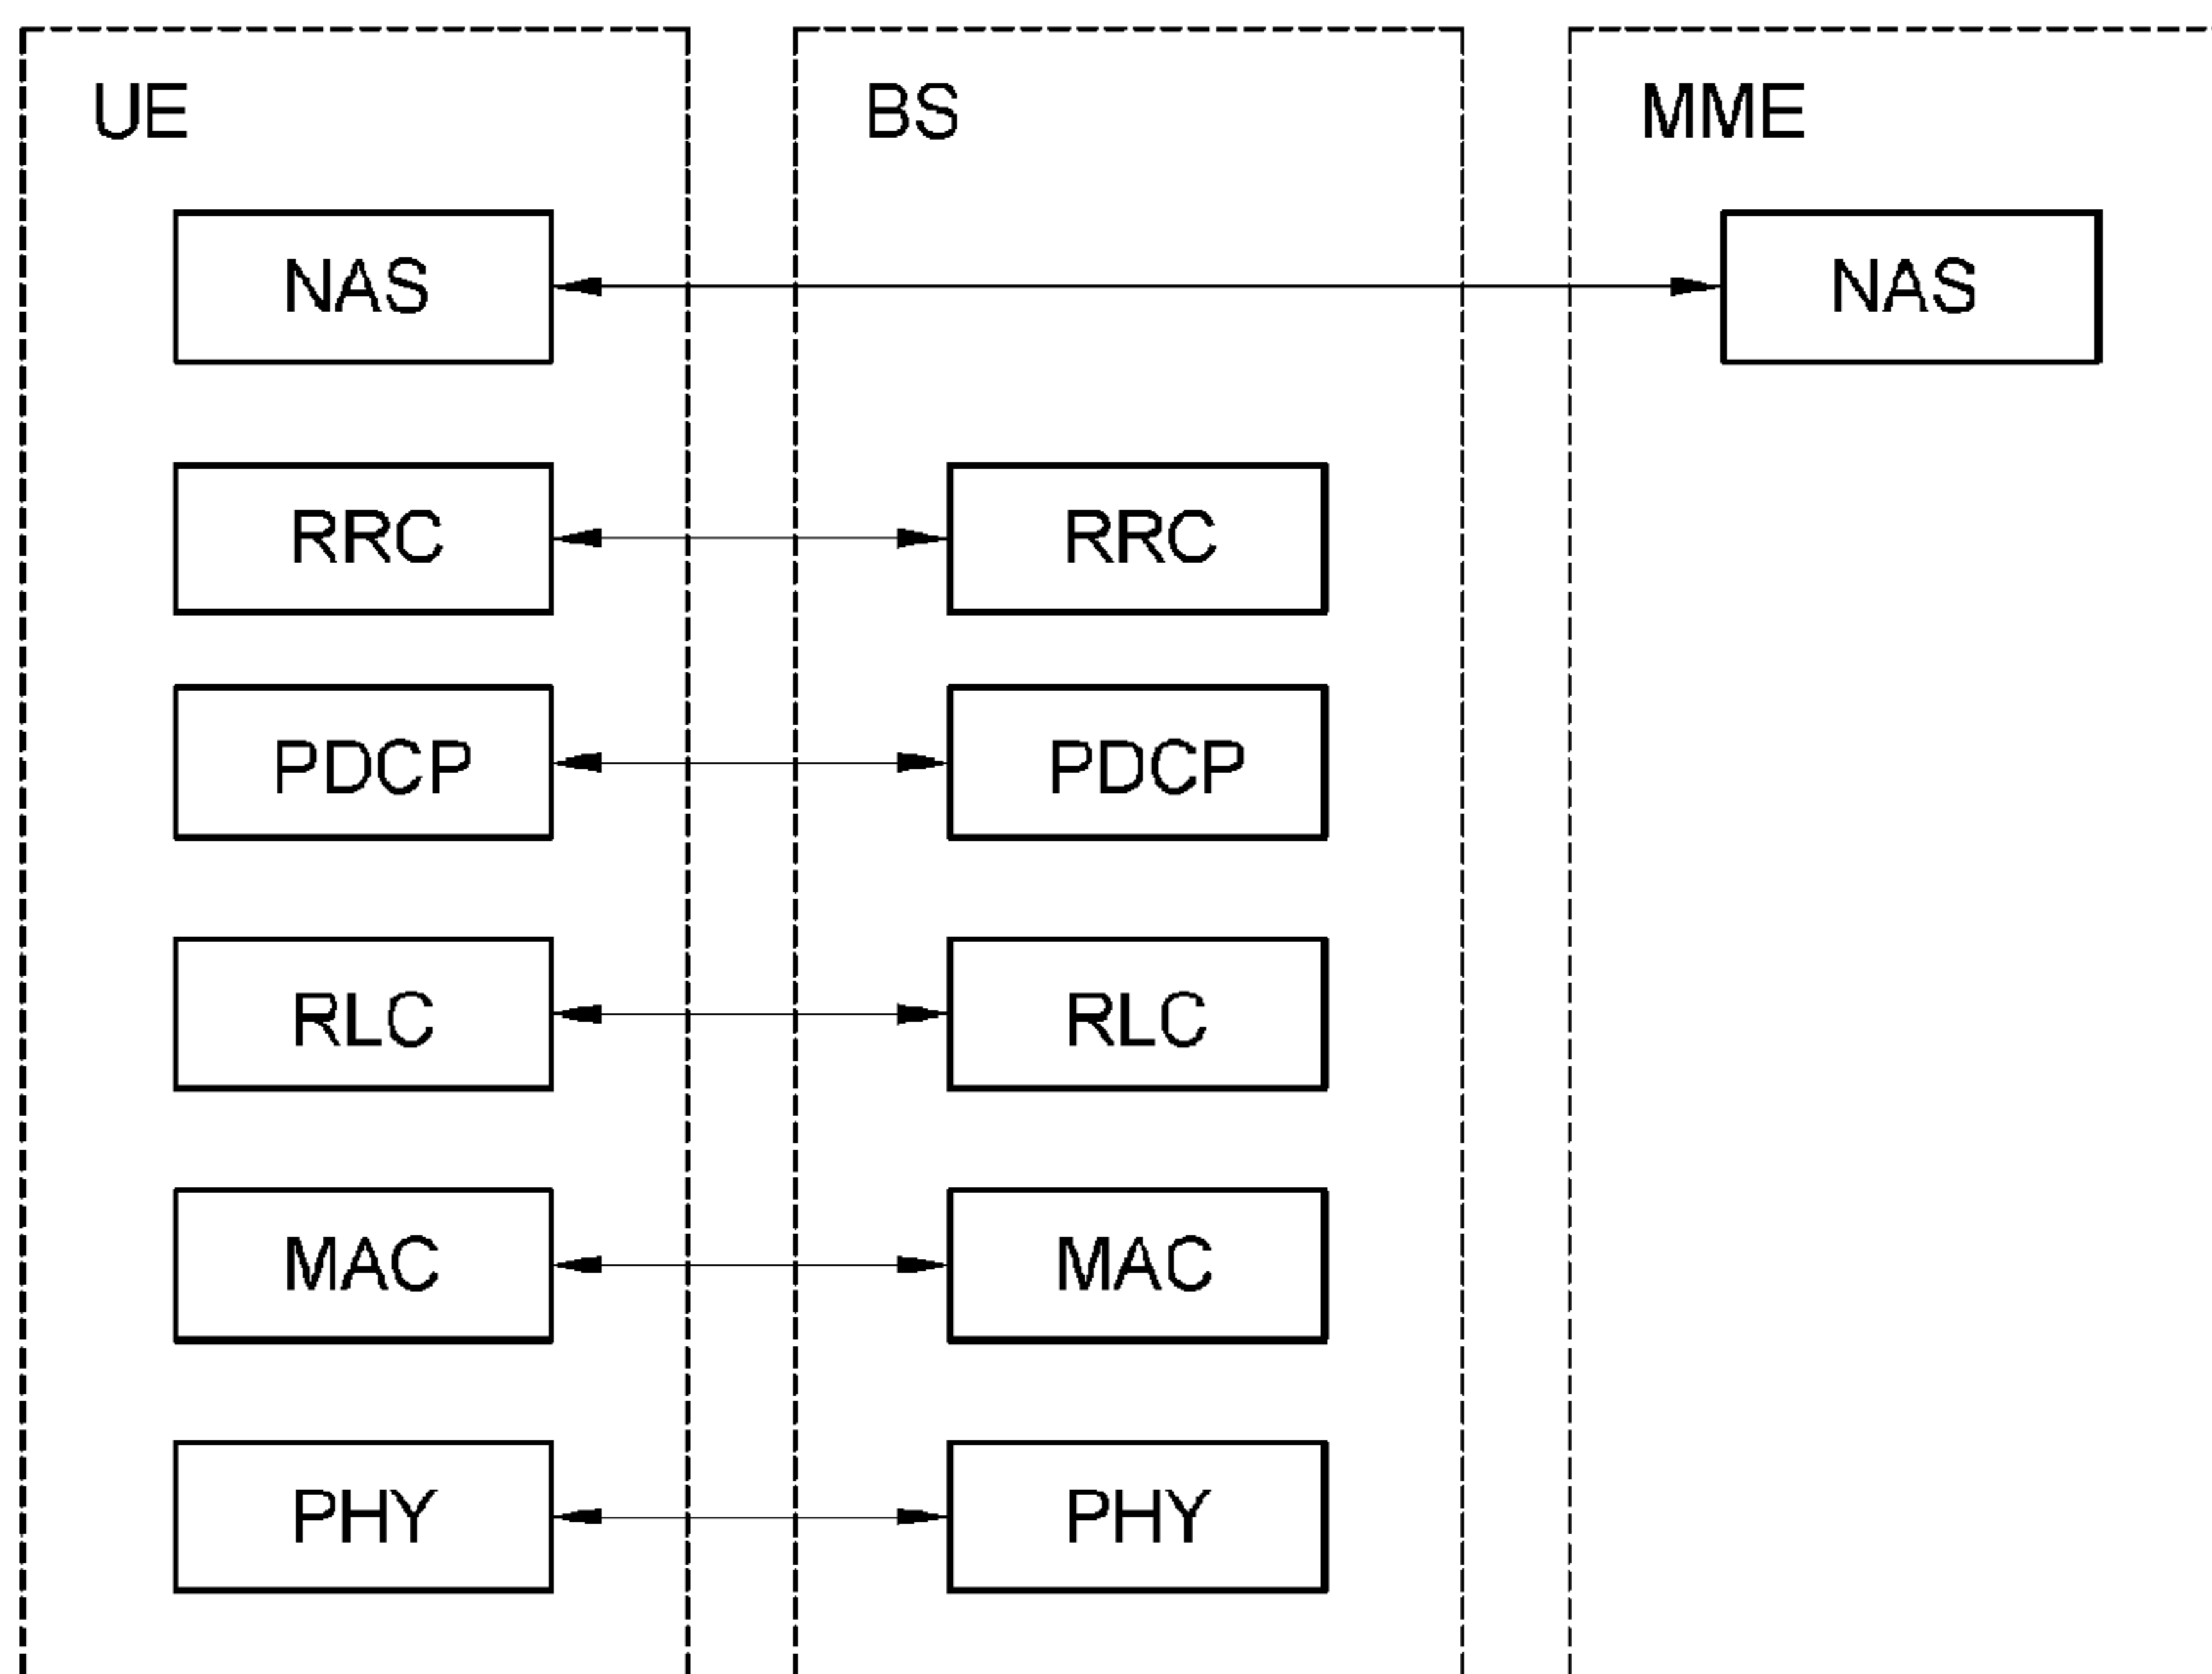 UE BS MME
NAS NAS
RRC RRC
PDCP PDCP
RLC RLC
MAC MAC
PHY PHY